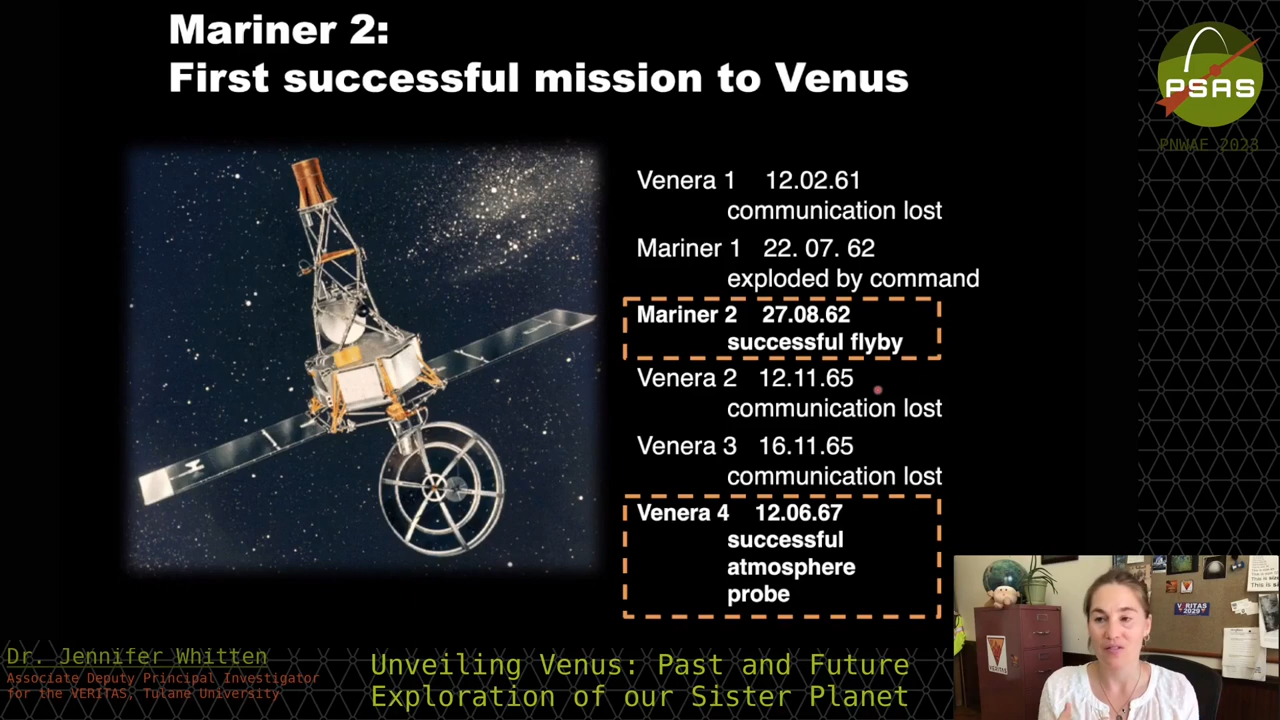 Mariner 2:
First successful mission to Venus
PSAS
PNWAF 2023
Venera 1 12.02.61
communication lost
Mariner 1 22. 07. 62
exploded by command
Mariner 2 27.08.62
successful flyby
Venera 2 12.11.65
communication lost
Venera 3 16.11.65
communication lost
Venera 4 12.06.67
successful
atmosphere
probe
VERITAS
2029
Dr. Jennifer Whitten
Associate Deputy Principal Investigator
for the VERITAS, Tulane University
Unveiling Venus: Past and Future
Exploration of our Sister Planet